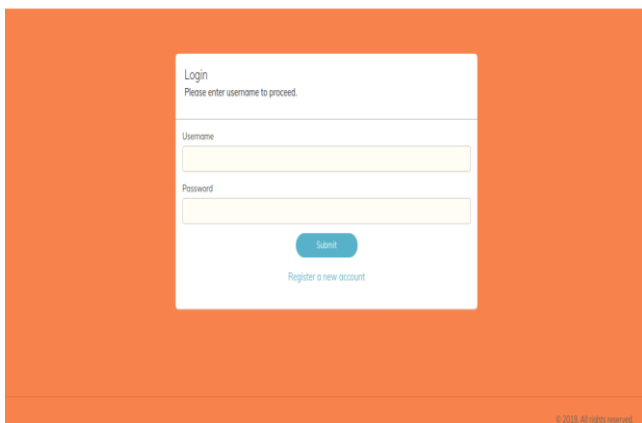 Login
Please enter username to proceed.
Username
Password
Submit
Register a new account
© 2019. All rights reserved.